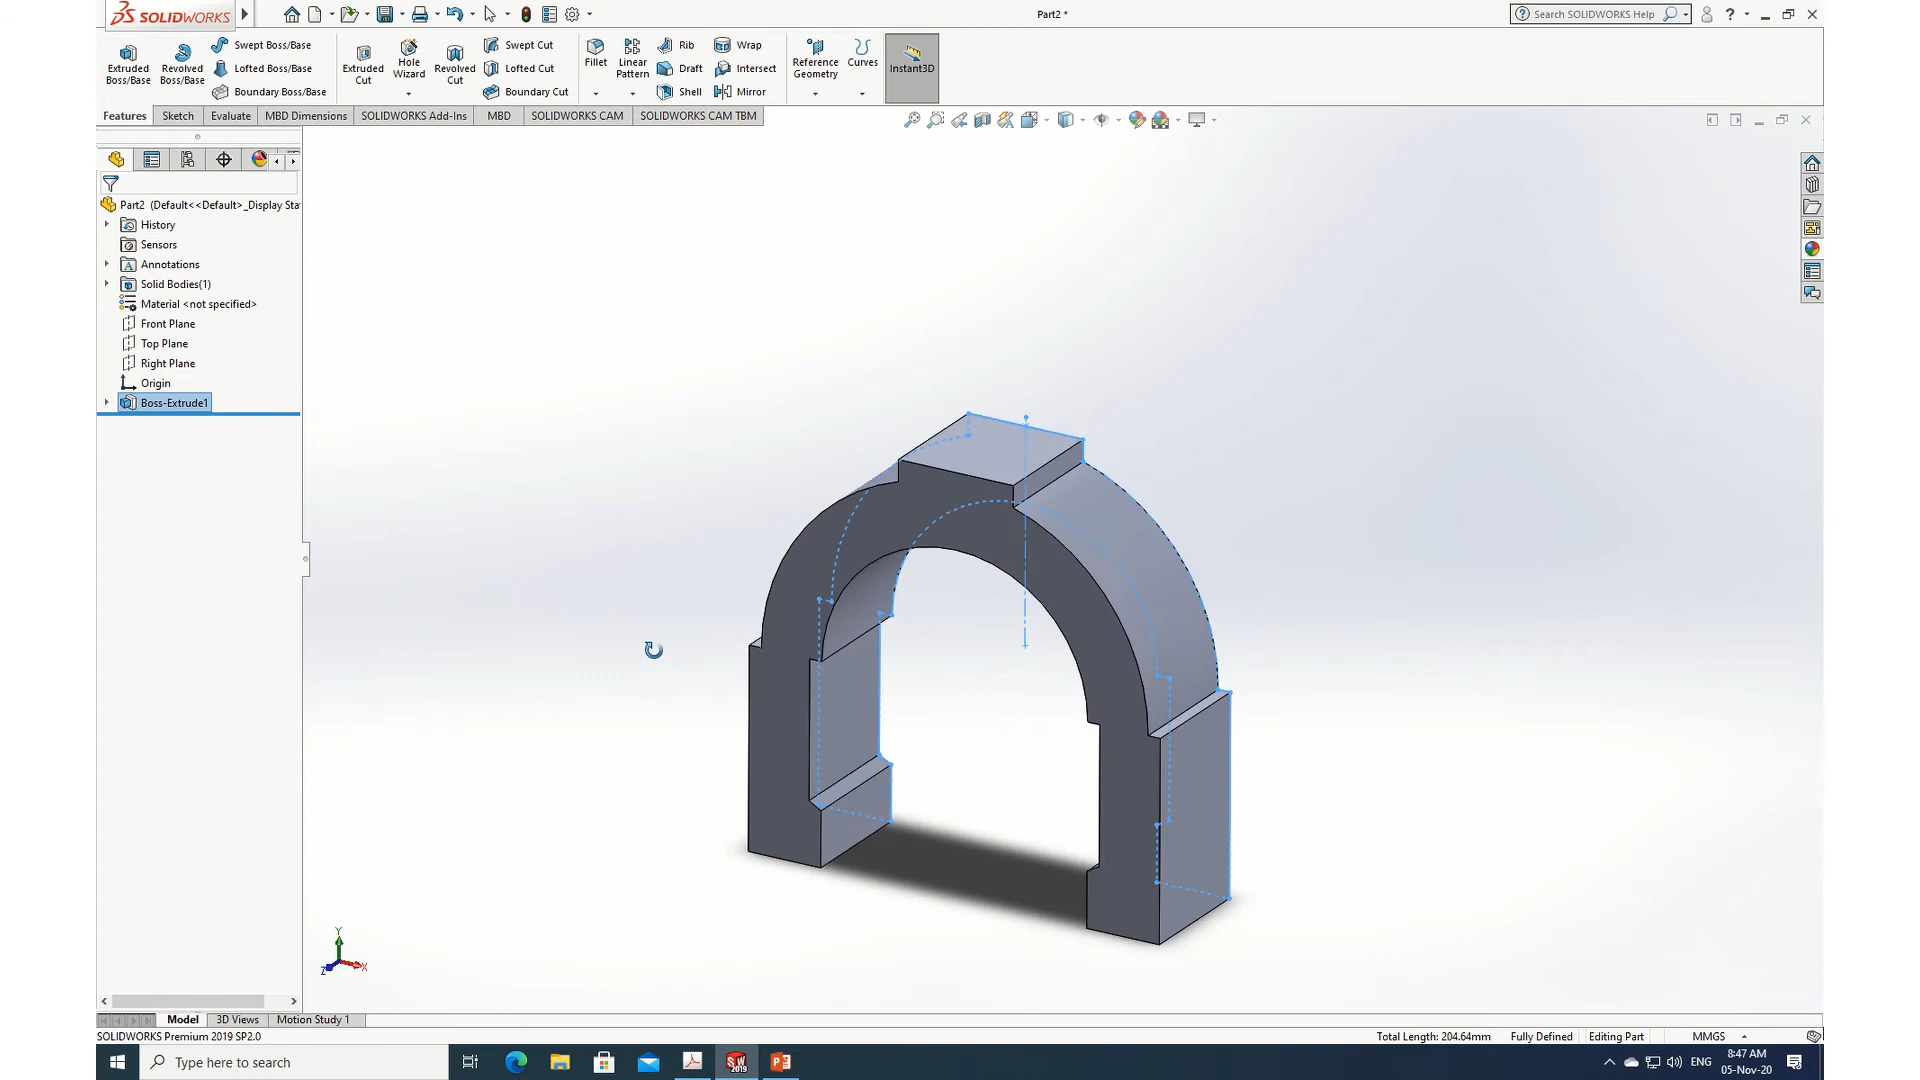 SOLIDWORKS
Part2 *
Search SOLIDWORKS Help
Extruded Boss/Base
Revolved Boss/Base
Swept Boss/Base
Lofted Boss/Base
Boundary Boss/Base
Extruded Cut
Hole Wizard
Revolved Cut
Swept Cut
Lofted Cut
Boundary Cut
Fillet
Linear Pattern
Rib
Draft
Shell
Wrap
Intersect
Mirror
Reference Geometry
Curves
Instant3D
Features
Sketch
Evaluate
MBD Dimensions
SOLIDWORKS Add-Ins
MBD
SOLIDWORKS CAM
SOLIDWORKS CAM TBM
Part2 (Default<<Default>_Display Sta
History
Sensors
Annotations
Solid Bodies(1)
Material <not specified>
Front Plane
Top Plane
Right Plane
Origin
Boss-Extrude1
Y
Z
X
Model
3D Views
Motion Study 1
SOLIDWORKS Premium 2019 SP2.0
Total Length: 204.64mm
Fully Defined
Editing Part
MMGS
Type here to search
SW
2019
ENG
8:47 AM
05-Nov-20